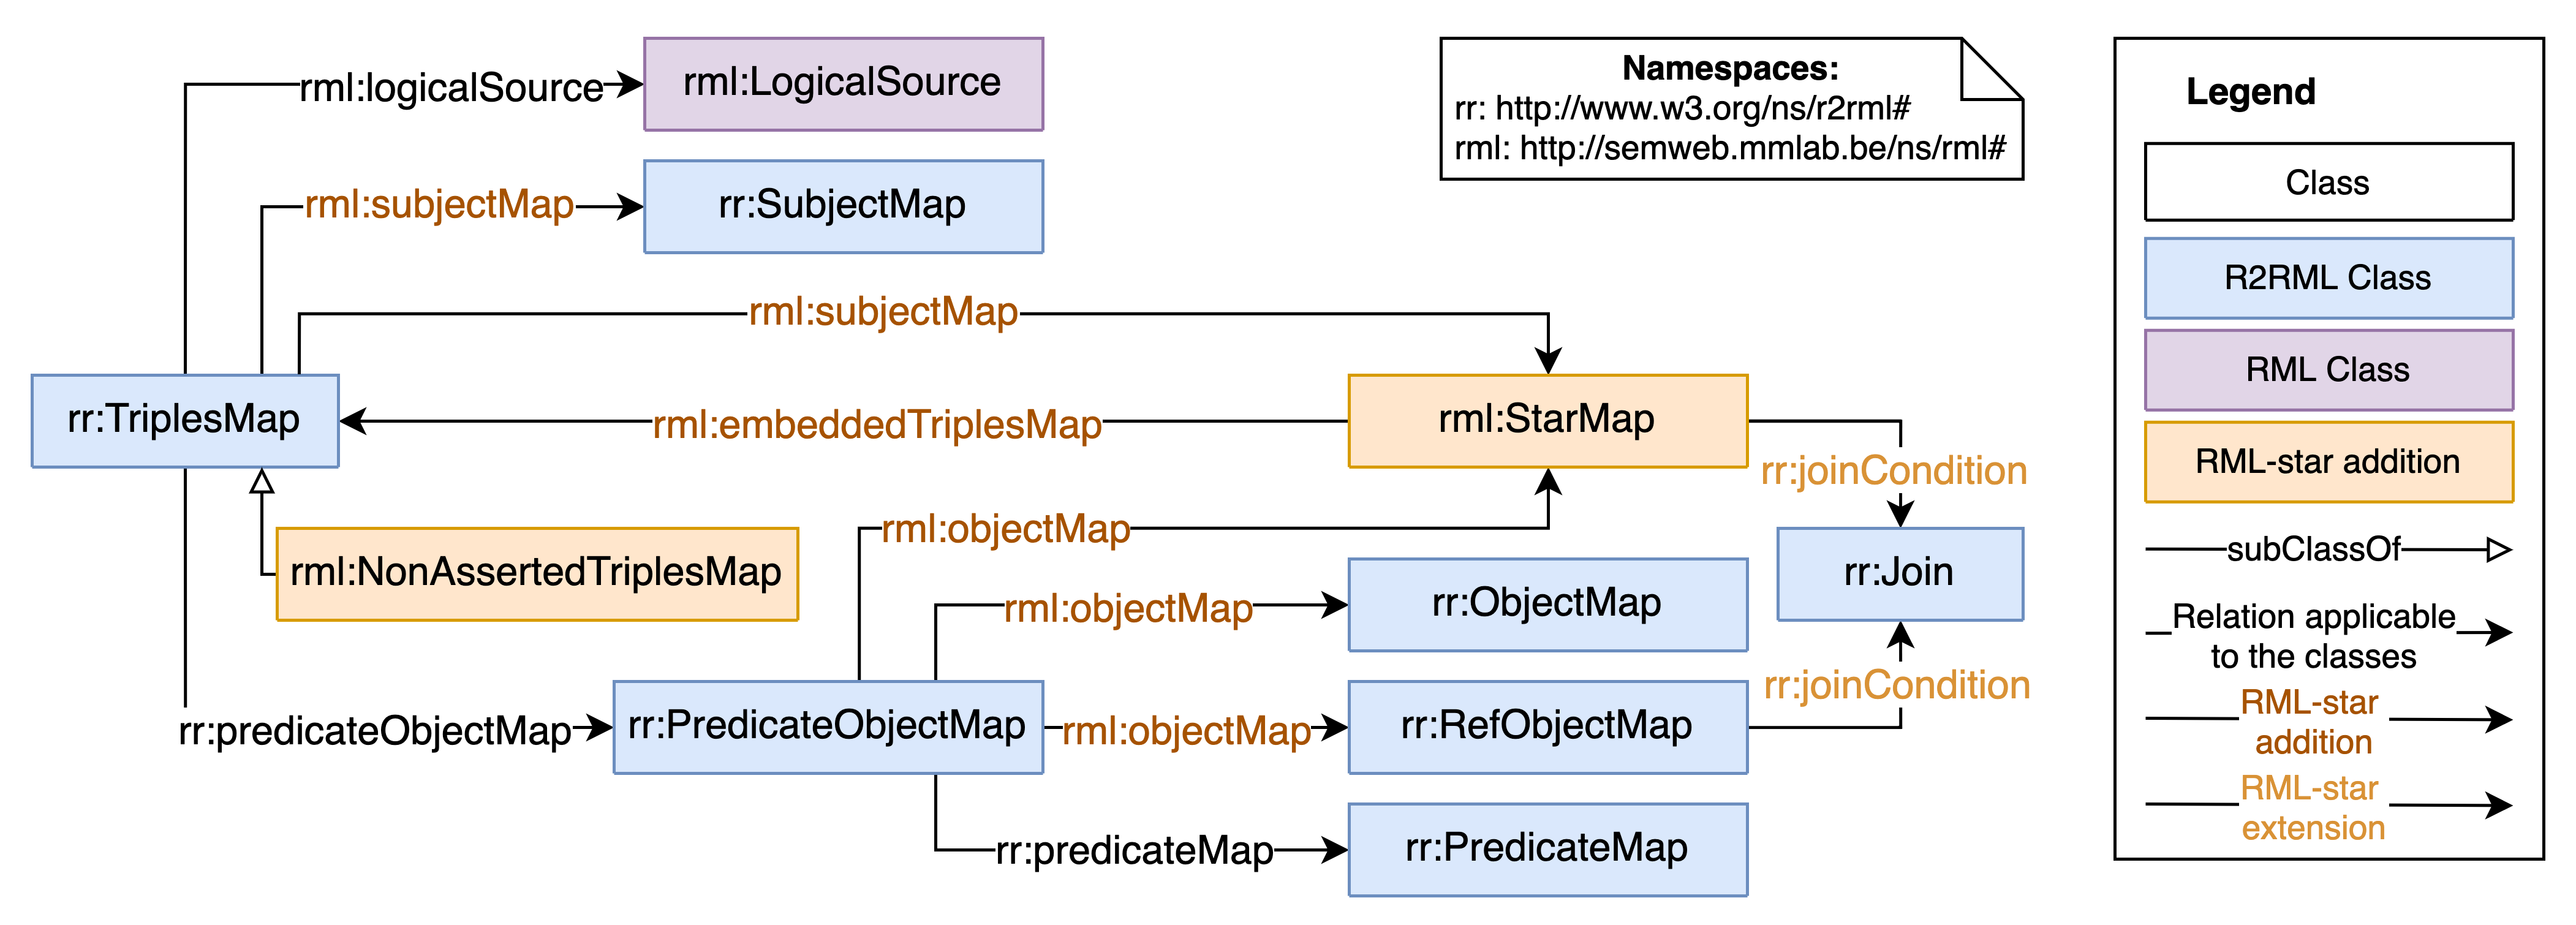 rml:logicalSource
rml:LogicalSource
Namespaces:
rr: http://www.w3.org/ns/r2rml#
rml: http://semweb.mmlab.be/ns/rml#
rml:subjectMap
rr:SubjectMap
rml:subjectMap
rr:TriplesMap
rml:embeddedTriplesMap
rml:StarMap
rr:joinCondition
rml:objectMap
rml:NonAssertedTriplesMap
rml:objectMap
rr:ObjectMap
rr:Join
rr:joinCondition
rr:predicateObjectMap
rr:PredicateObjectMap
rml:objectMap
rr:RefObjectMap
rr:predicateMap
rr:PredicateMap
Legend
Class
R2RML Class
RML Class
RML-star addition
subClassOf
Relation applicable
to the classes
RML-star
addition
RML-star
extension